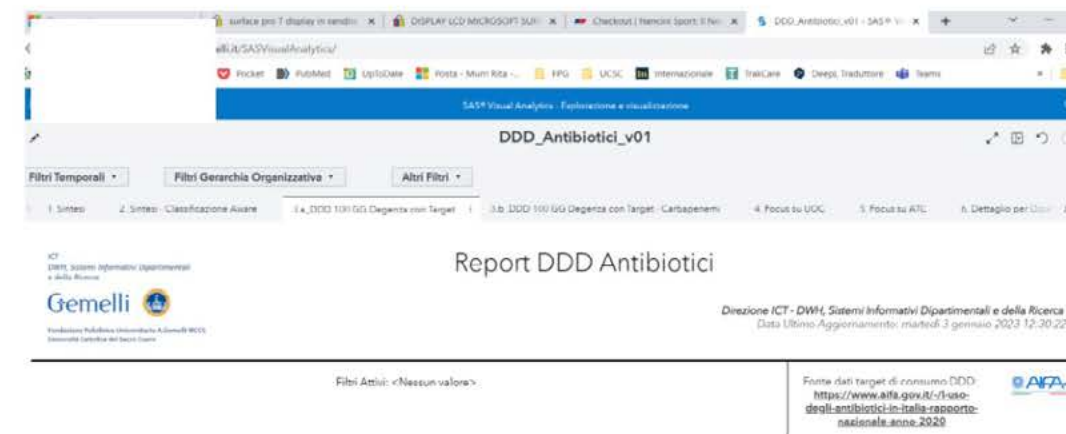 surface pro 7 display in vendita
DISPLAY LCD MICROSOFT SURF
Checkout | Nencini Sport: Il Neg
DDD_Antibiotici_v01 - SAS® Vis
elli.it/SASVisualAnalytics/
Pocket PubMed UpToDate Posta - Murri Rita -... FPG UCSC Internazionale TrakCare DeepL Traduttore Teams
SAS® Visual Analytics - Esplorazione e visualizzazione
DDD_Antibiotici_v01
Filtri Temporali Filtri Gerarchia Organizzativa Altri Filtri
1. Sintesi 2. Sintesi - Classificazione Aware 3.a_DDD 100 GG Degenza con Target 3.b_DDD 100 GG Degenza con Target - Carbapenemi 4. Focus su UOC 5. Focus su ATC 6. Dettaglio per
ICT
DWH, Sistemi Informativi Dipartimentali
e della Ricerca
Report DDD Antibiotici
Gemelli
Fondazione Policlinico Universitario A. Gemelli IRCCS
Università Cattolica del Sacro Cuore
Direzione ICT - DWH, Sistemi Informativi Dipartimentali e della Ricerca
Data Ultimo Aggiornamento: martedì 3 gennaio 2023 12:30:22
Filtri Attivi: <Nessun valore>
Fonte dati target di consumo DDD:
https://www.aifa.gov.it/-/l-uso-
degli-antibiotici-in-italia-rapporto-
nazionale-anno-2020
AIFA